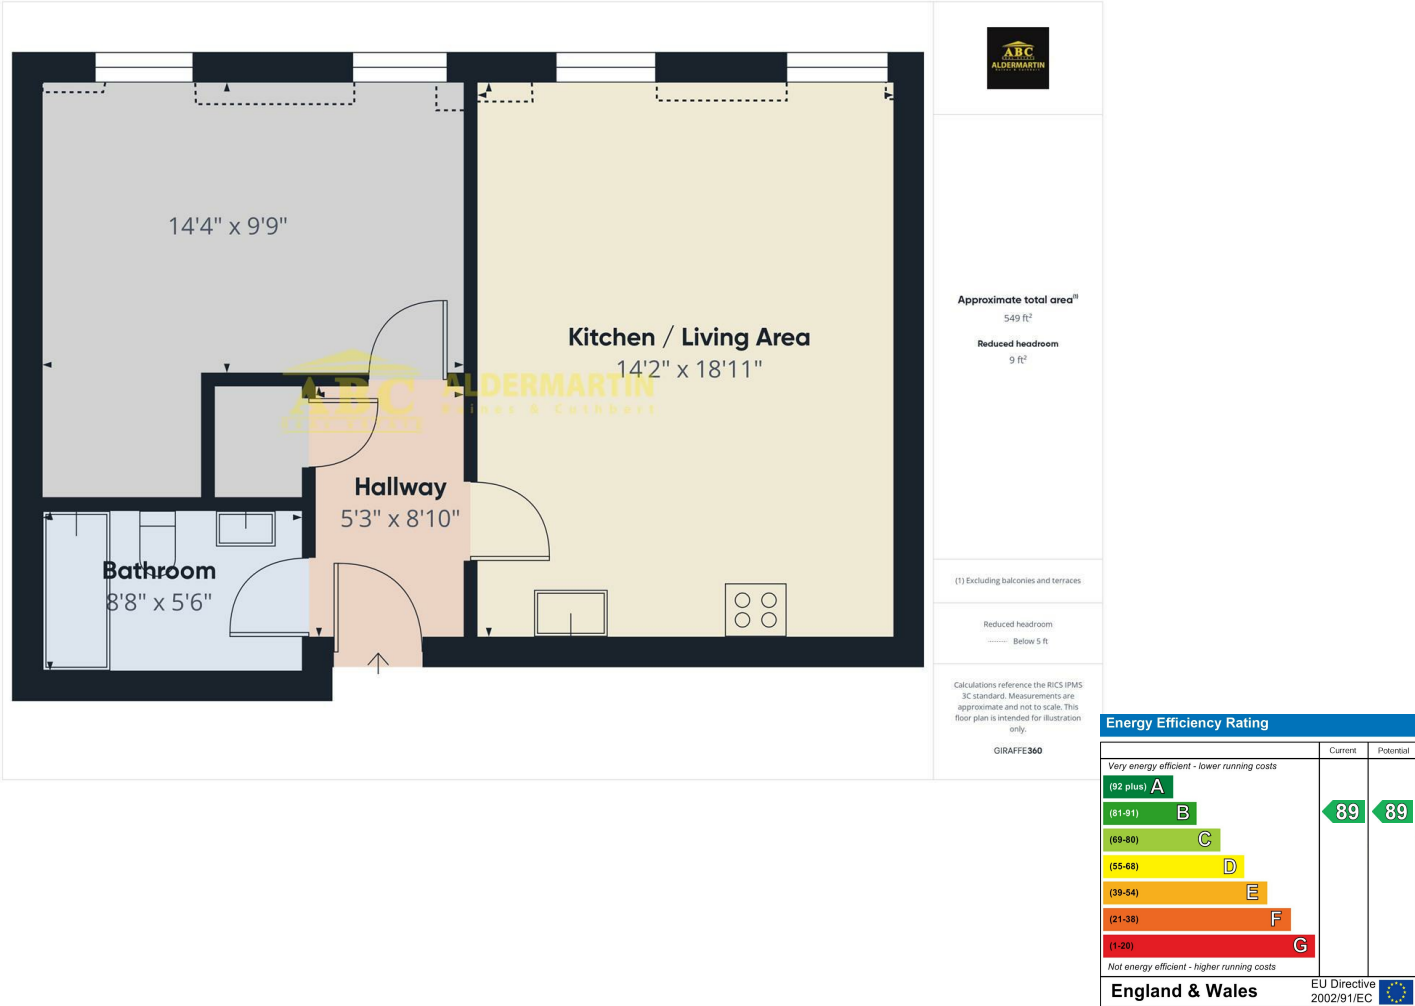 14'4" x 9'9"
Kitchen / Living Area
14'2" x 18'11"
ABC
ALDERMARTIN
Baines & Cuthbert
Hallway
5'3" x 8'10"
Bathroom
8'8" x 5'6"
ABC
ALDERMARTIN
Approximate total area(1)
549 ft²
Reduced headroom
9 ft²
(1) Excluding balconies and terraces
Reduced headroom
Below 5 ft
Calculations reference the RICS IPMS
3C standard. Measurements are
approximate and not to scale. This
floor plan is intended for illustration
only.
GIRAFFE360
Energy Efficiency Rating
Current Potential
Very energy efficient - lower running costs
(92 plus) A
(81-91) B 89 89
(69-80) C
(55-68) D
(39-54) E
(21-38) F
(1-20) G
Not energy efficient - higher running costs
England & Wales
EU Directive
2002/91/EC